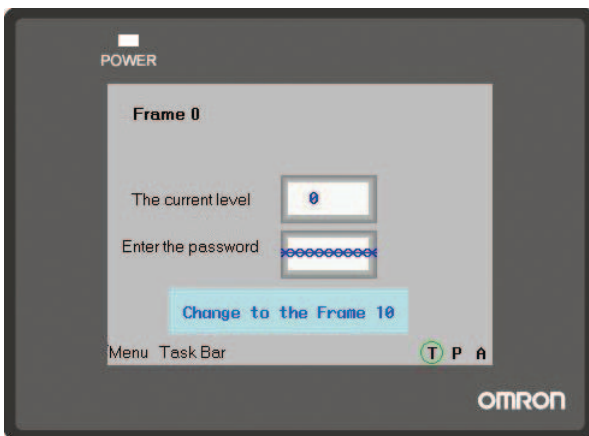 POWER
Frame 0
The current level 0
Enter the password
Change to the Frame 10
Menu Task Bar T P A
OMRON